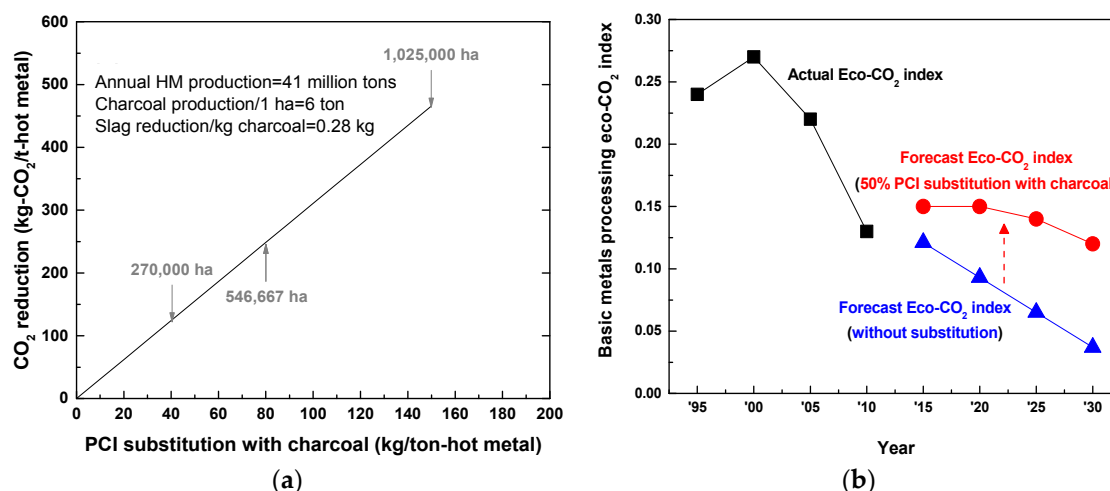 600
500
400
300
200
100
0
CO2 reduction (kg-CO2/t-hot metal)
1,025,000 ha
Annual HM production=41 million tons
Charcoal production/1 ha=6 ton
Slag reduction/kg charcoal=0.28 kg
270,000 ha
546,667 ha
0 20 40 60 80 100 120 140 160 180 200
PCI substitution with charcoal (kg/ton-hot metal)
(a)
0.30
0.25
0.20
0.15
0.10
0.05
0.00
Basic metals processing eco-CO2 index
Actual Eco-CO2 index
Forecast Eco-CO2 index
(50% PCI substitution with charcoal
Forecast Eco-CO2 index
(without substitution)
'95 '00 '05 '10 '15 '20 '25 '30
Year
(b)